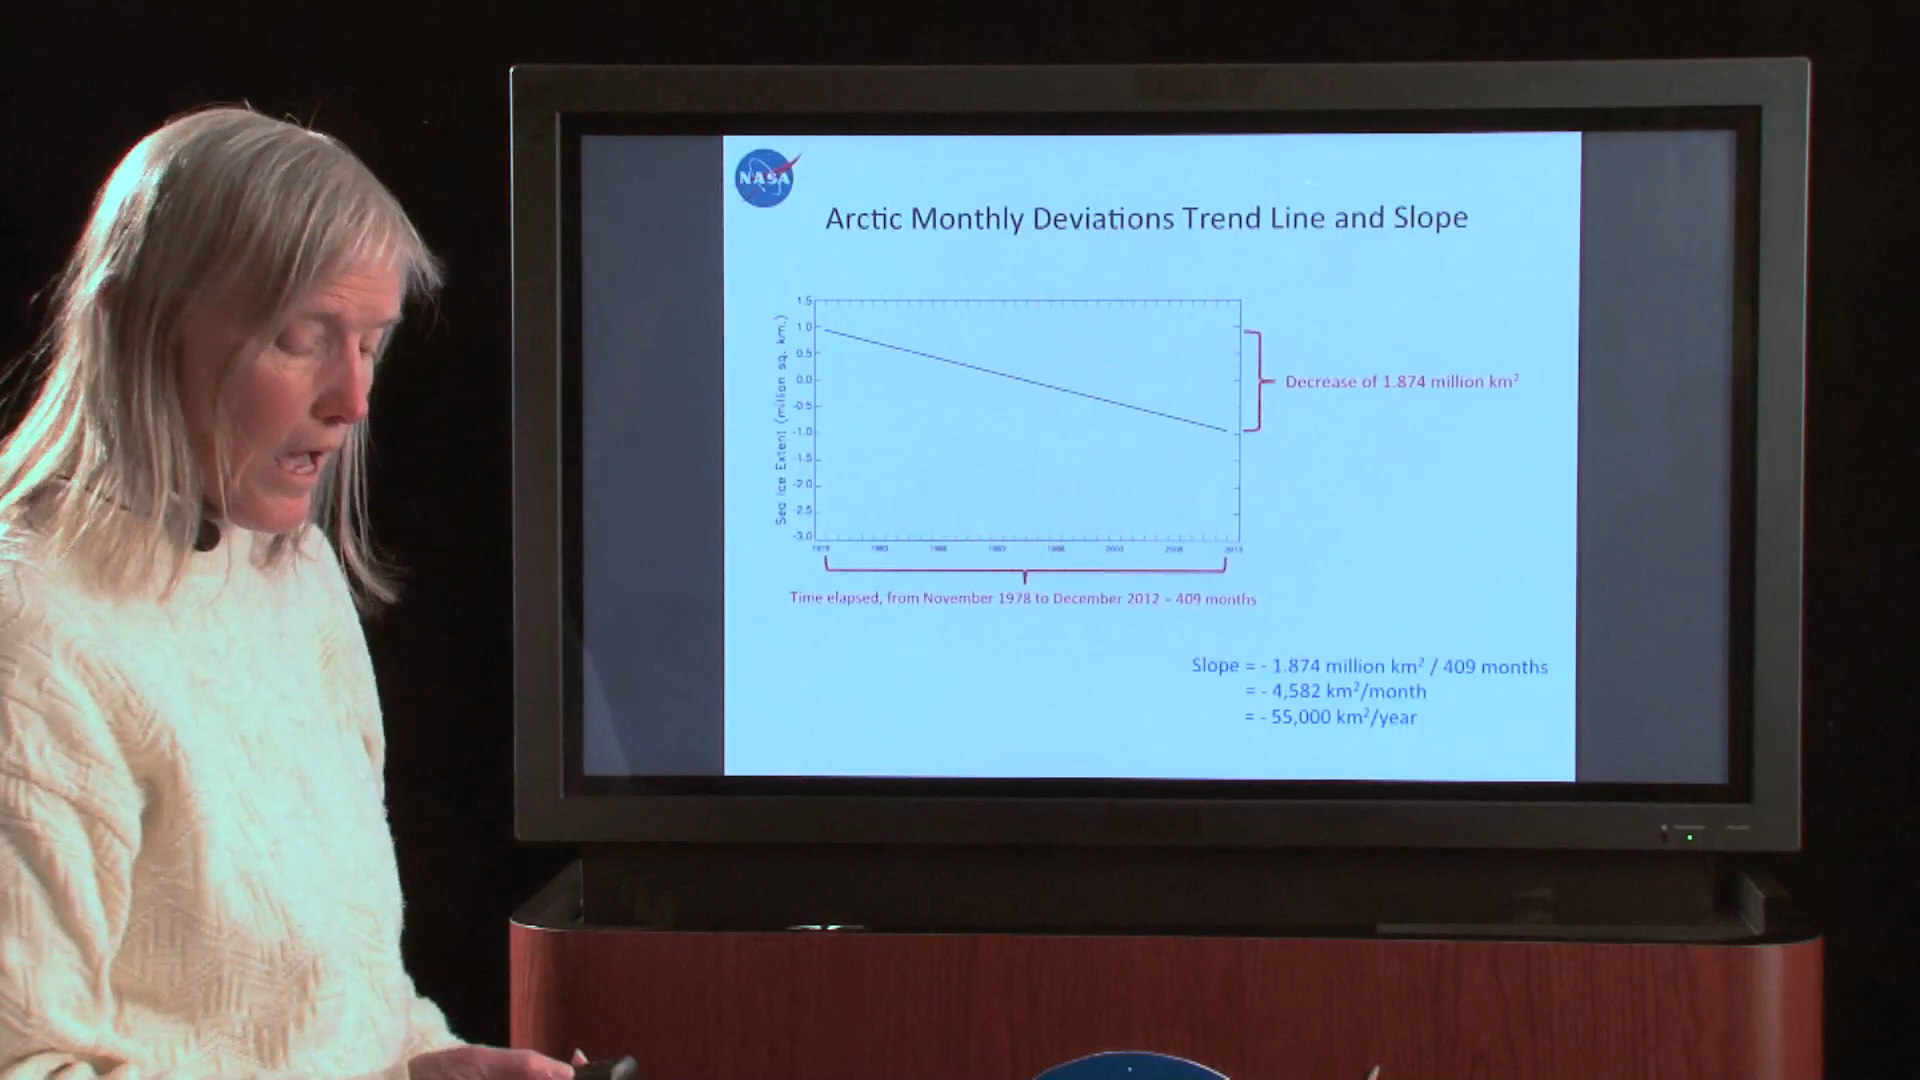 NASA
Arctic Monthly Deviations Trend Line and Slope
Sea Ice Extent (million sq. km.)
1.5
1.0
0.5
0.0
-0.5
-1.0
-1.5
-2.0
-2.5
-3.0
Decrease of 1.874 million km²
Time elapsed, from November 1978 to December 2012 – 409 months
Slope = - 1.874 million km² / 409 months
= - 4,582 km²/month
= - 55,000 km²/year